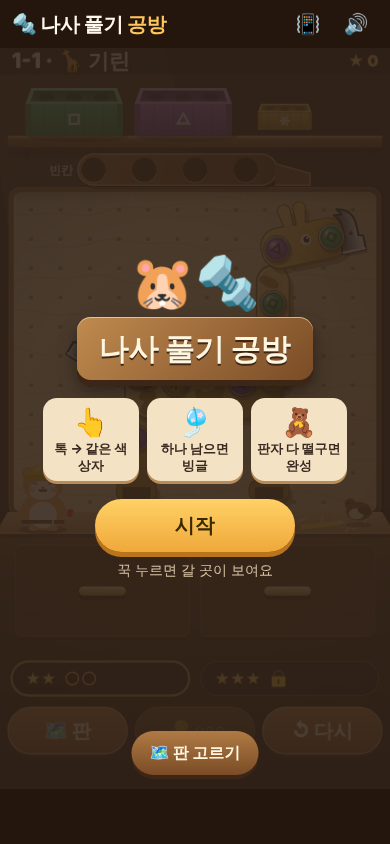 나사 풀기 공방
1-1 · 기린
★ 0
빈칸
나사 풀기 공방
톡 → 같은 색
상자
하나 남으면
빙글
판자 다 떨구면
완성
시작
꾹 누르면 갈 곳이 보여요
★★ ○○
★★★
판
다시
판 고르기